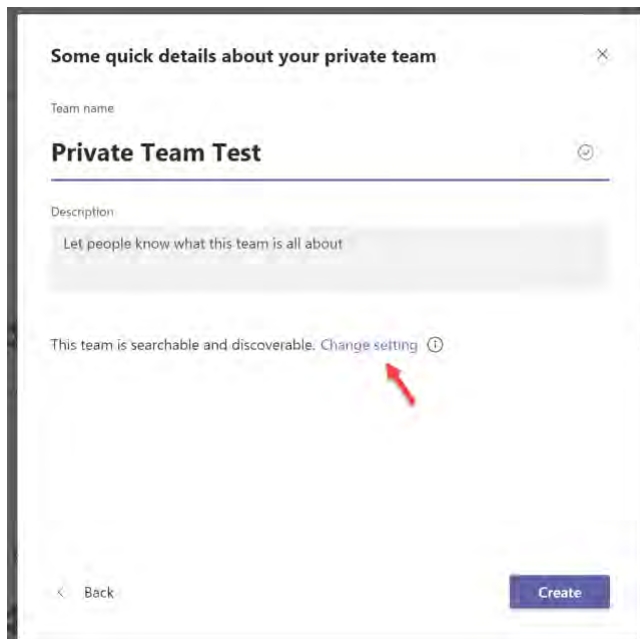 Some quick details about your private team
Team name
Private Team Test
Description
Let people know what this team is all about
This team is searchable and discoverable. Change setting
Back
Create